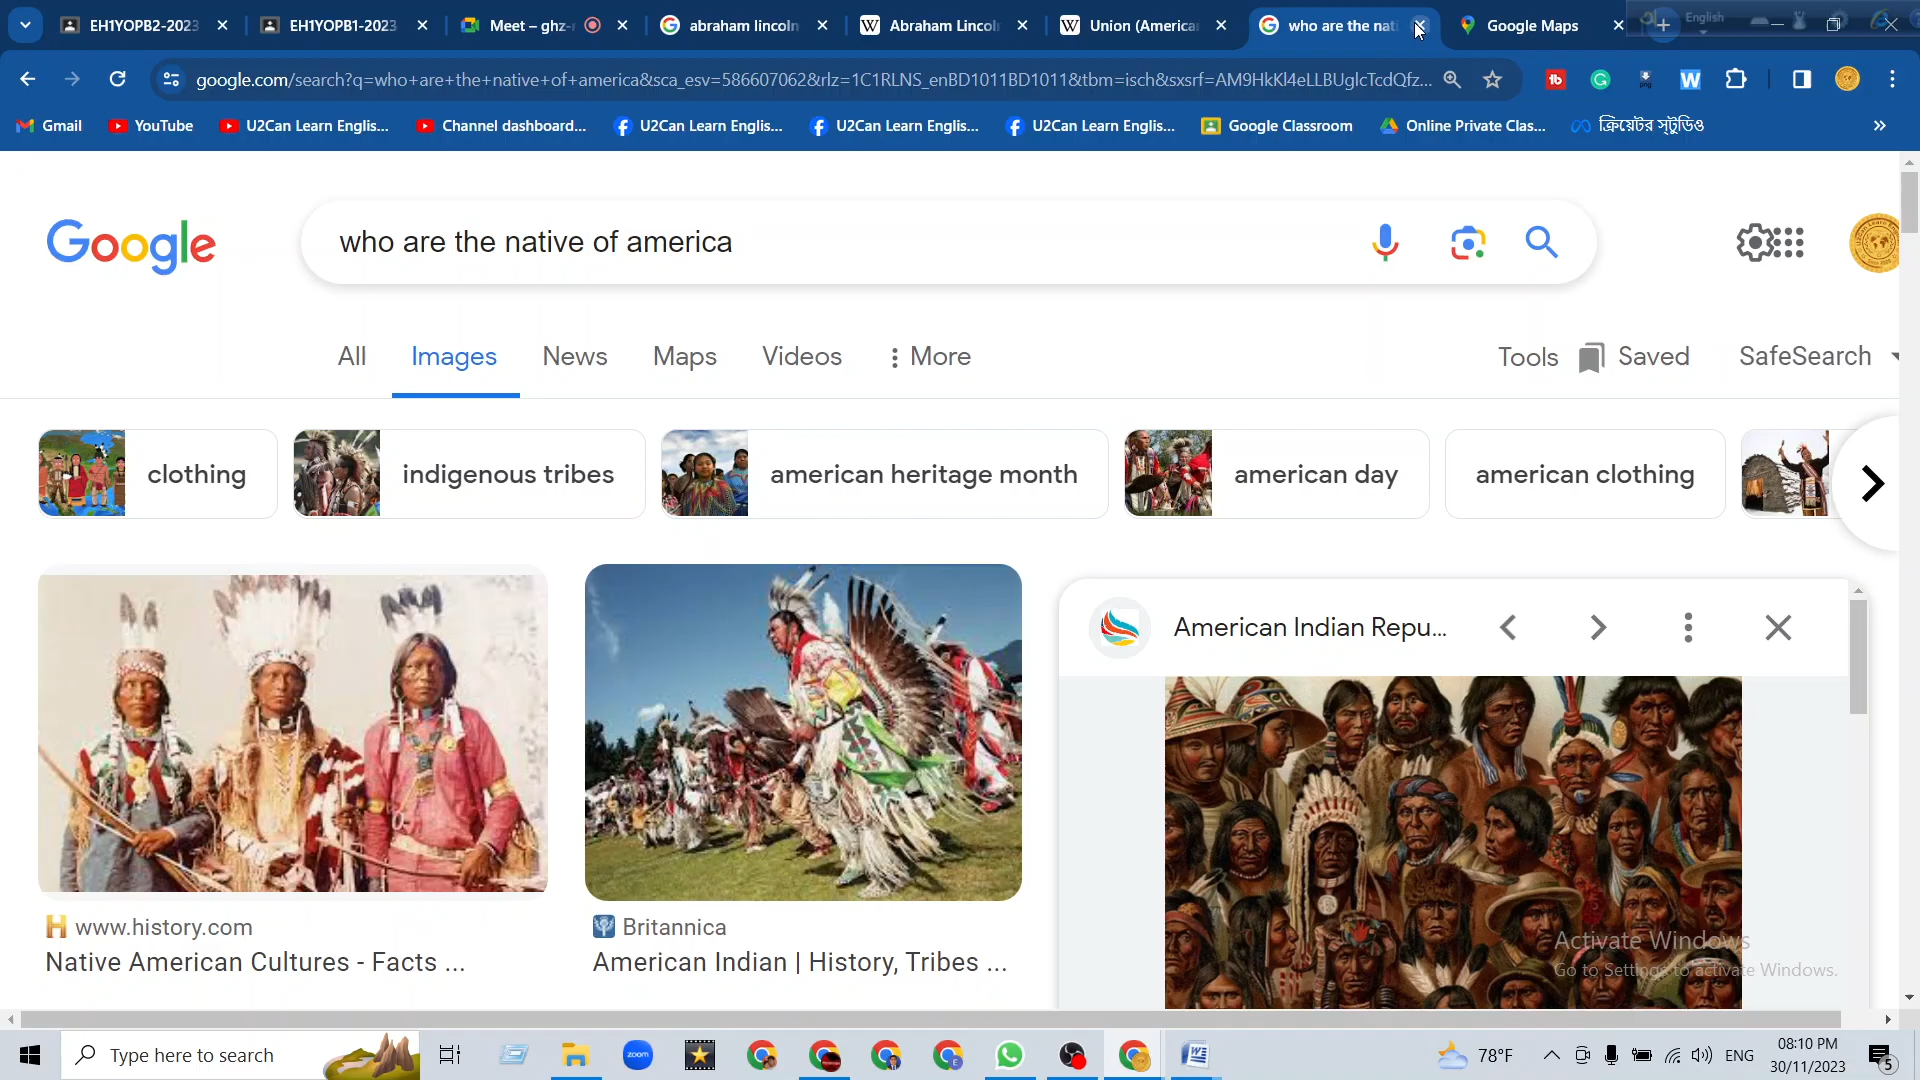 EH1YOPB2-2023
EH1YOPB1-2023
Meet – ghz-
abraham lincoln
Abraham Lincoln
Union (America
who are the nati
Google Maps
English
google.com/search?q=who+are+the+native+of+america&sca_esv=586607062&rlz=1C1RLNS_enBD1011BD1011&tbm=isch&sxsrf=AM9HkKl4eLLBUglcTcdQfz...
Gmail
YouTube
U2Can Learn Englis...
Channel dashboard...
U2Can Learn Englis...
U2Can Learn Englis...
U2Can Learn Englis...
Google Classroom
Online Private Clas...
ক্রিয়েটর স্টুডিও
Google
who are the native of america
All
Images
News
Maps
Videos
More
Tools
Saved
SafeSearch
clothing
indigenous tribes
american heritage month
american day
american clothing
American Indian Repu...
www.history.com
Native American Cultures - Facts ...
Britannica
American Indian | History, Tribes ...
Activate Windows
Go to Settings to activate Windows.
Type here to search
zoom
78°F
ENG
08:10 PM
30/11/2023
5